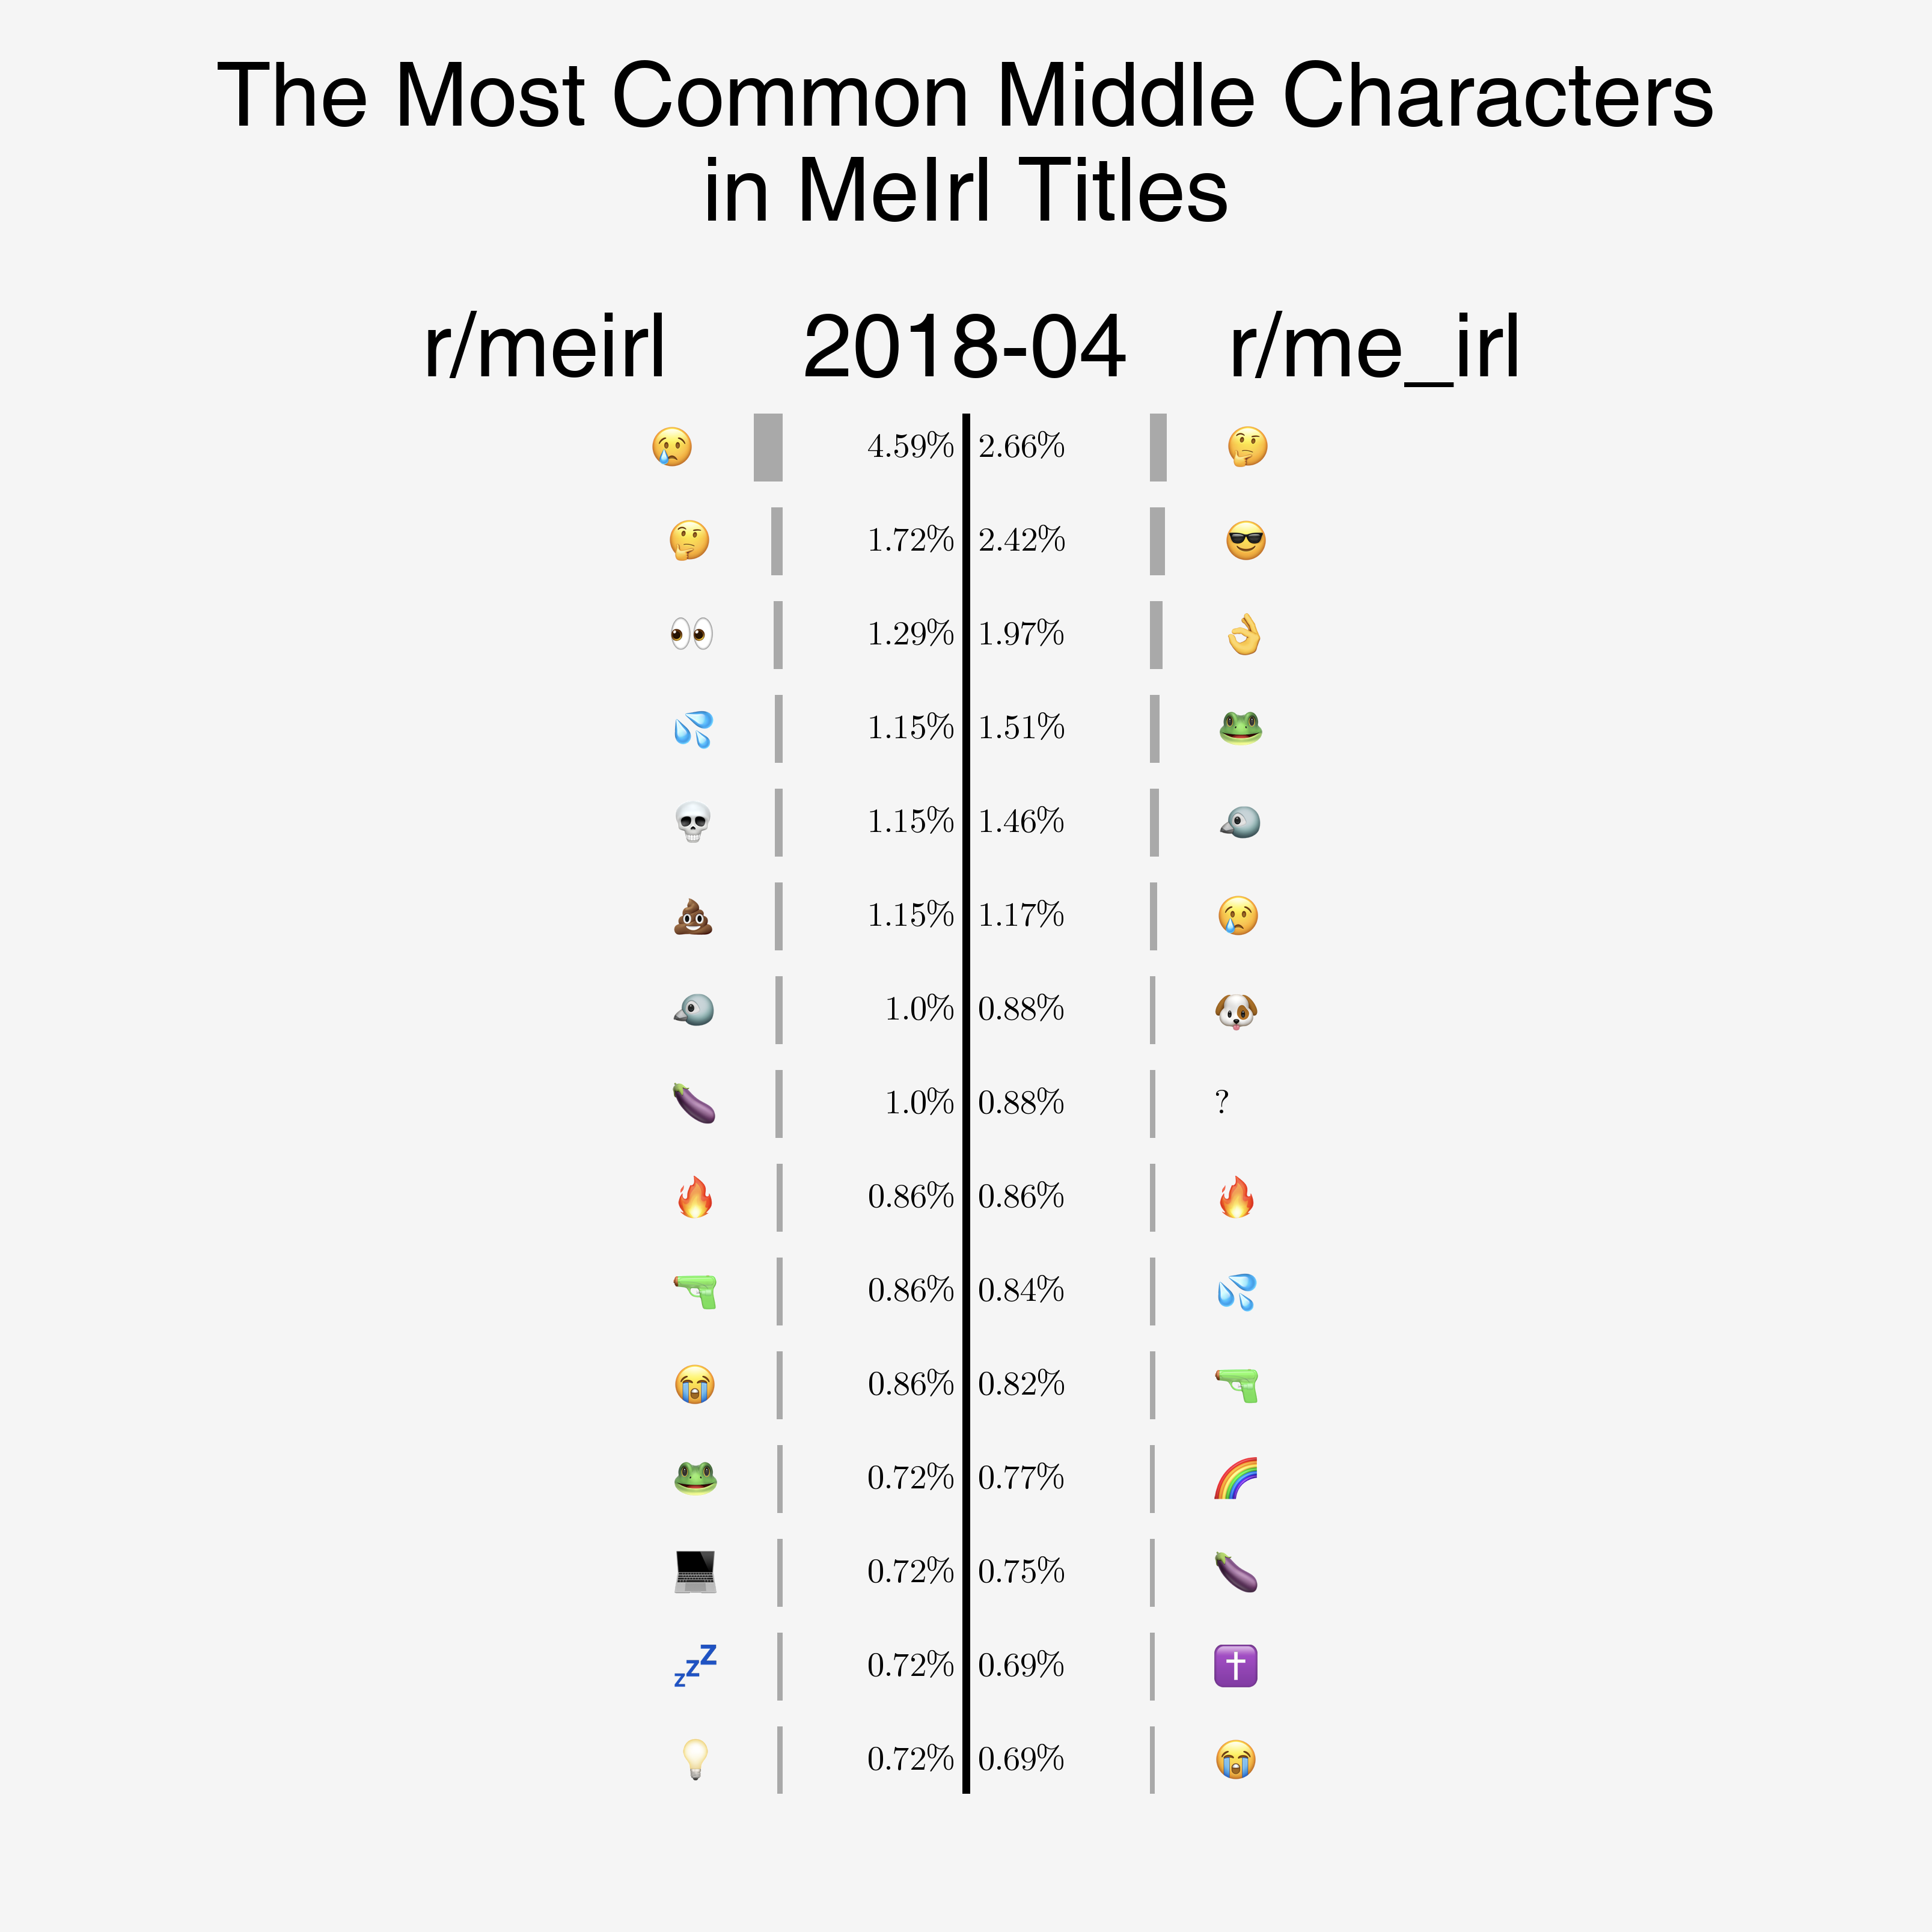 The Most Common Middle Characters
in MeIrl Titles
r/meirl 2018-04 r/me_irl
😢 4.59% 2.66% 🤔
🤔 1.72% 2.42% 😎
👀 1.29% 1.97% 👌
💦 1.15% 1.51% 🐸
💀 1.15% 1.46% 🐦
💩 1.15% 1.17% 😢
🐦 1.0% 0.88% 🐶
🍆 1.0% 0.88% ?
🔥 0.86% 0.86% 🔥
🔫 0.86% 0.84% 💦
😭 0.86% 0.82% 🔫
🐸 0.72% 0.77% 🌈
💻 0.72% 0.75% 🍆
💤 0.72% 0.69% ✝️
💡 0.72% 0.69% 😭